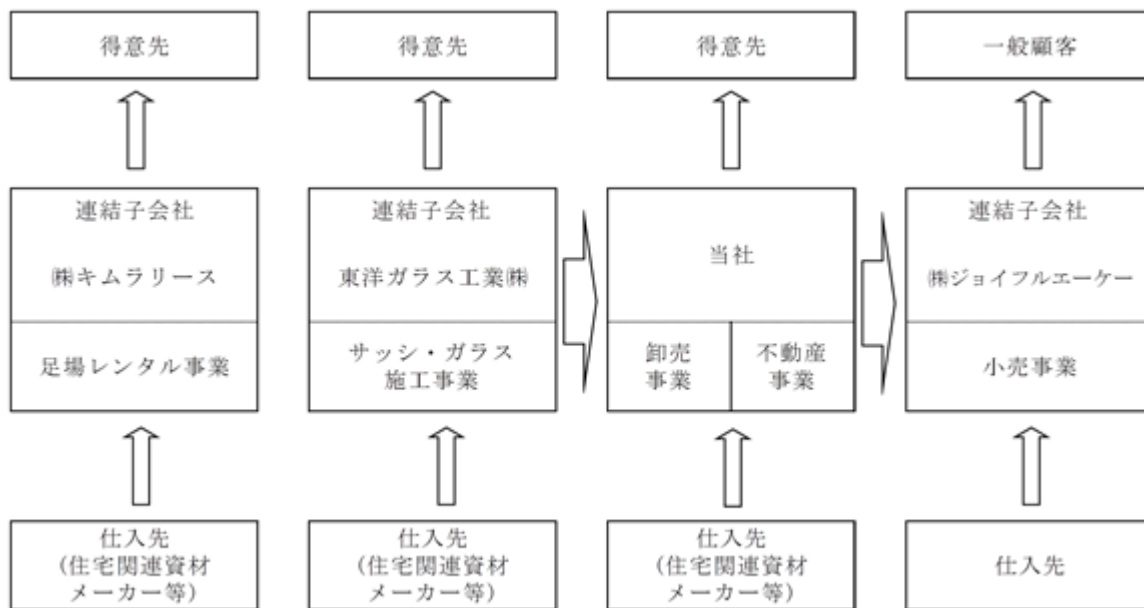 得意先
得意先
得意先
一般顧客
連結子会社
㈱キムラリース
足場レンタル事業
連結子会社
東洋ガラス工業㈱
サッシ・ガラス
施工事業
当社
卸売
事業
不動産
事業
連結子会社
㈱ジョイフルエーケー
小売事業
仕入先
(住宅関連資材
メーカー等)
仕入先
(住宅関連資材
メーカー等)
仕入先
(住宅関連資材
メーカー等)
仕入先